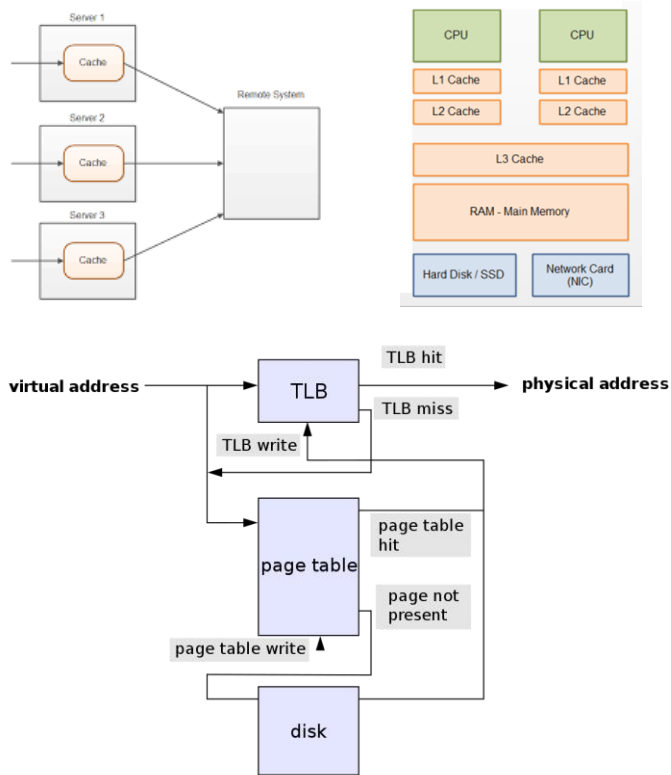 Server 1
Cache
Server 2
Cache
Server 3
Cache
Remote System
CPU
CPU
L1 Cache
L1 Cache
L2 Cache
L2 Cache
L3 Cache
RAM - Main Memory
Hard Disk / SSD
Network Card
(NIC)
virtual address
TLB
TLB hit
physical address
TLB miss
TLB write
page table
hit
page table
page not
present
page table write
disk